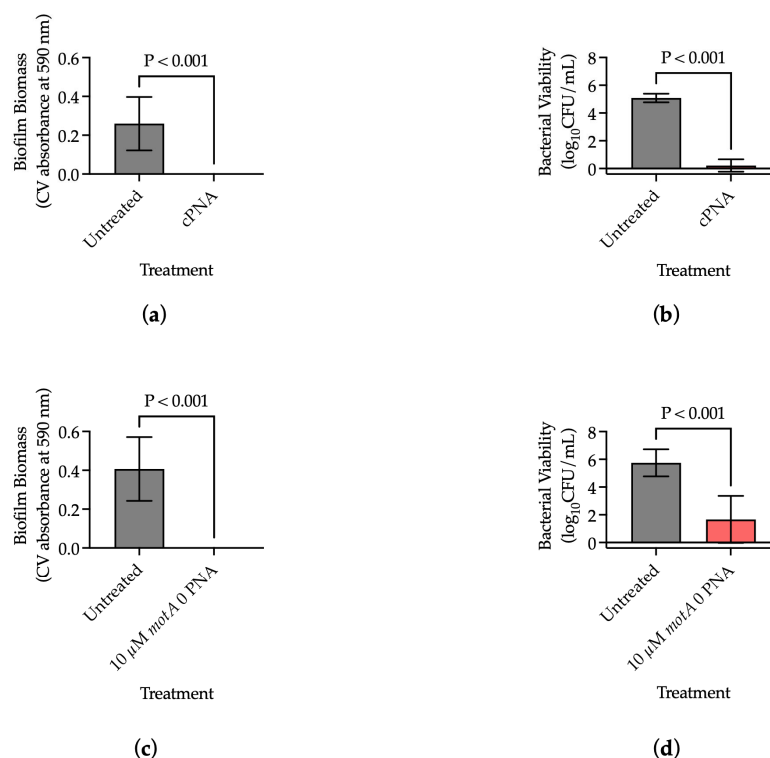 Biofilm Biomass
(CV absorbance at 590 nm)
0.6
0.4
0.2
0.0
P < 0.001
Untreated
cPNA
Treatment
(a)
Bacterial Viability
(log10CFU/mL)
8
6
4
2
0
P < 0.001
Untreated
cPNA
Treatment
(b)
Biofilm Biomass
(CV absorbance at 590 nm)
0.6
0.4
0.2
0.0
P < 0.001
Untreated
10 µM motA 0 PNA
Treatment
(c)
Bacterial Viability
(log10CFU/mL)
8
6
4
2
0
P < 0.001
Untreated
10 µM motA 0 PNA
Treatment
(d)